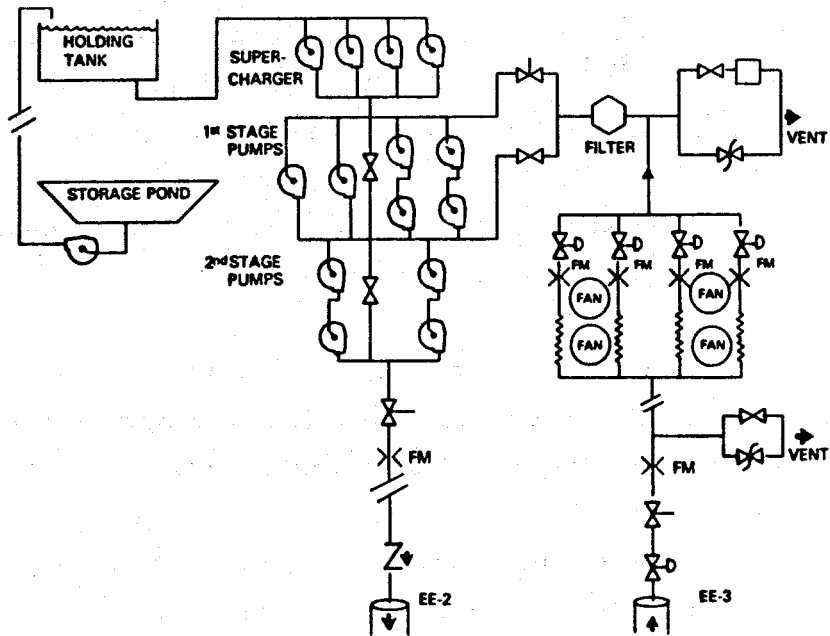 HOLDING
TANK
SUPER-
CHARGER
1st STAGE
PUMPS
FILTER
VENT
STORAGE POND
2nd STAGE
PUMPS
FM
FM
FM
FM
FAN
FAN
FAN
FAN
VENT
FM
FM
EE-2
EE-3